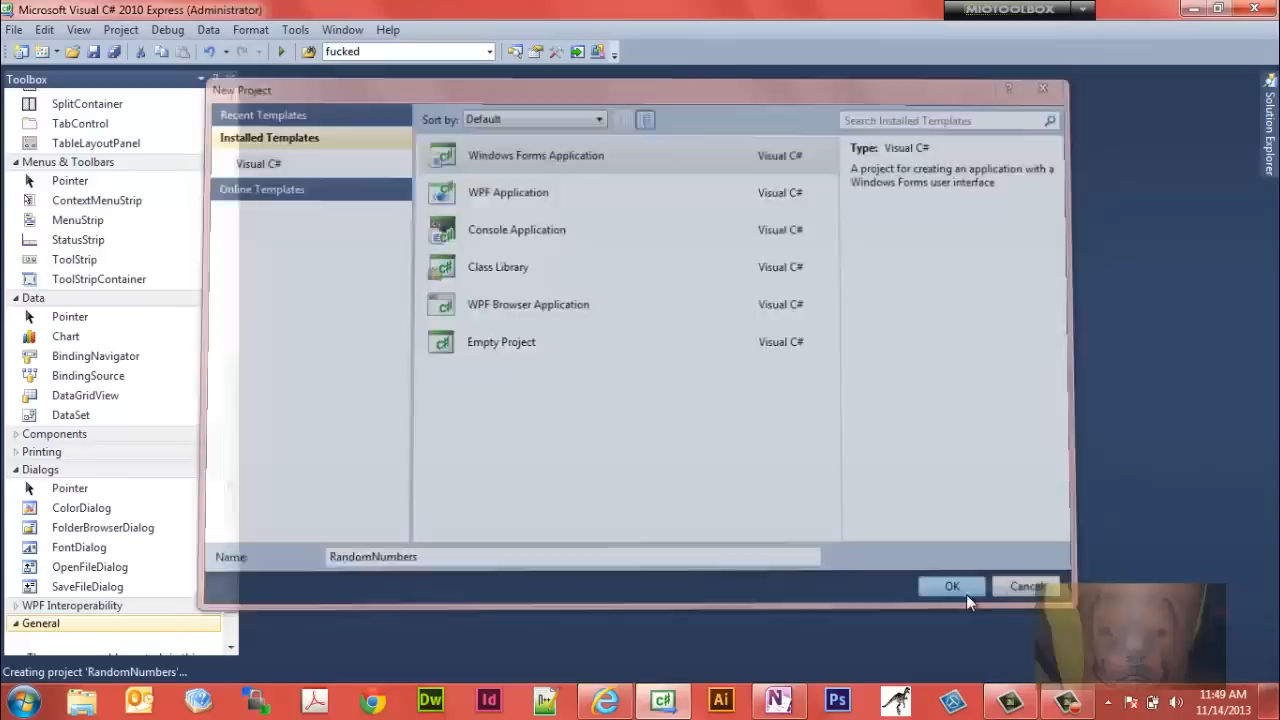 Microsoft Visual C# 2010 Express (Administrator)
MIOTOOLBOX
File Edit View Project Debug Data Format Tools Window Help
fucked
Toolbox
SplitContainer
TabControl
TableLayoutPanel
Menus & Toolbars
Pointer
ContextMenuStrip
MenuStrip
StatusStrip
ToolStrip
ToolStripContainer
Data
Pointer
Chart
BindingNavigator
BindingSource
DataGridView
DataSet
Components
Printing
Dialogs
Pointer
ColorDialog
FolderBrowserDialog
FontDialog
OpenFileDialog
SaveFileDialog
WPF Interoperability
General
New Project
Recent Templates
Installed Templates
Visual C#
Online Templates
Sort by: Default
Search Installed Templates
Windows Forms Application Visual C#
WPF Application Visual C#
Console Application Visual C#
Class Library Visual C#
WPF Browser Application Visual C#
Empty Project Visual C#
Type: Visual C#
A project for creating an application with a
Windows Forms user interface
Name: RandomNumbers
OK Cancel
Solution Explorer
Creating project 'RandomNumbers'...
Dw Id Ai N Ps
11:49 AM
11/14/2013